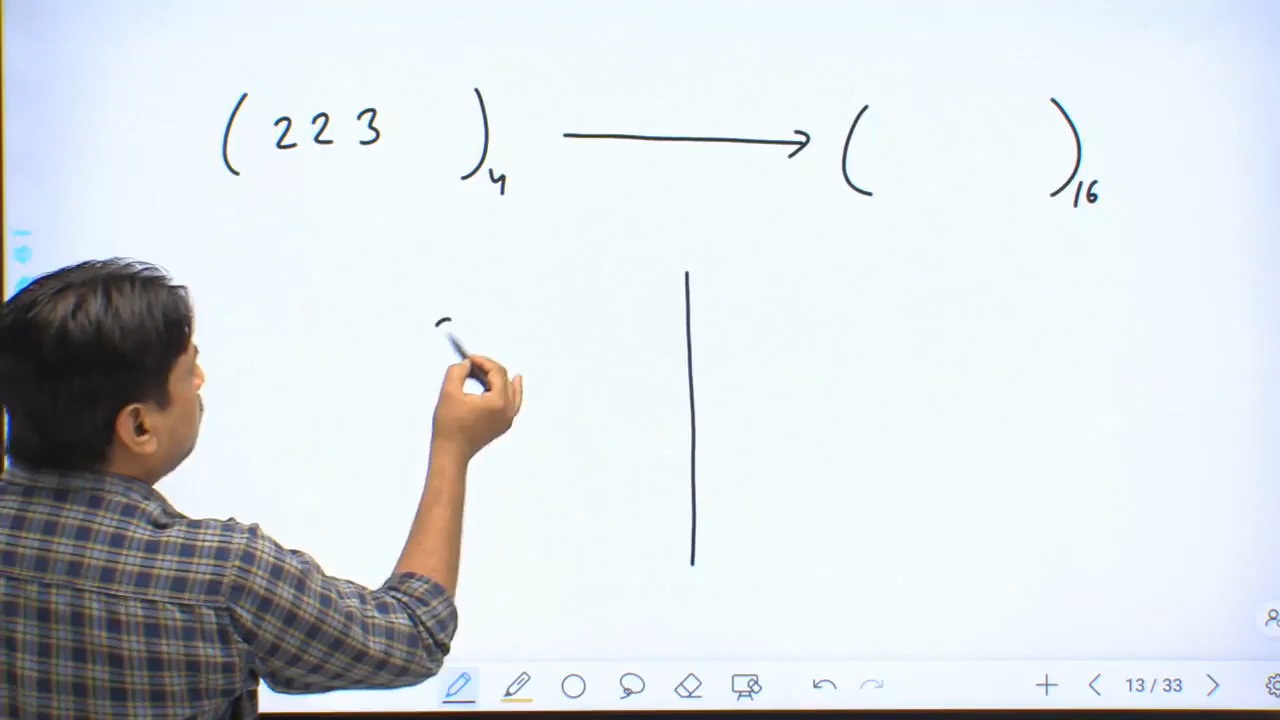 ( 2 2 3 )₄ ⟶ ( )₁₆
13 / 33